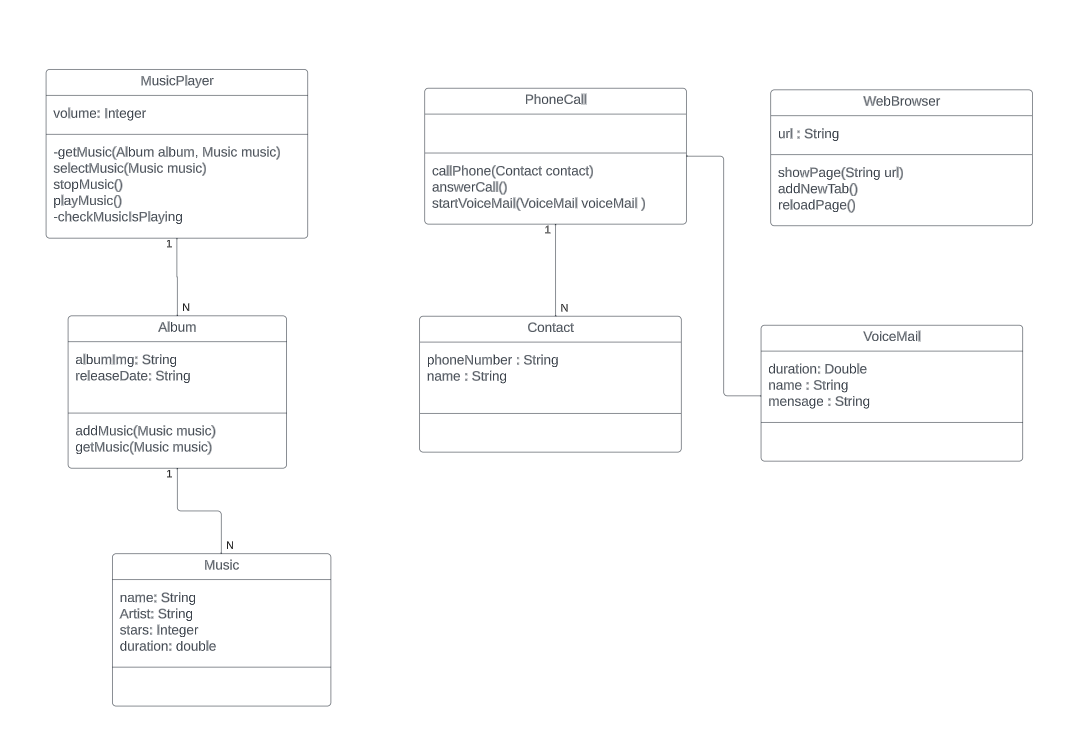 MusicPlayer
volume: Integer
-getMusic(Album album, Music music)
selectMusic(Music music)
stopMusic()
playMusic()
-checkMusicIsPlaying
1
N
Album
albumImg: String
releaseDate: String
addMusic(Music music)
getMusic(Music music)
1
N
Music
name: String
Artist: String
stars: Integer
duration: double
PhoneCall
callPhone(Contact contact)
answerCall()
startVoiceMail(VoiceMail voiceMail )
1
N
Contact
phoneNumber : String
name : String
WebBrowser
url : String
showPage(String url)
addNewTab()
reloadPage()
VoiceMail
duration: Double
name : String
mensage : String